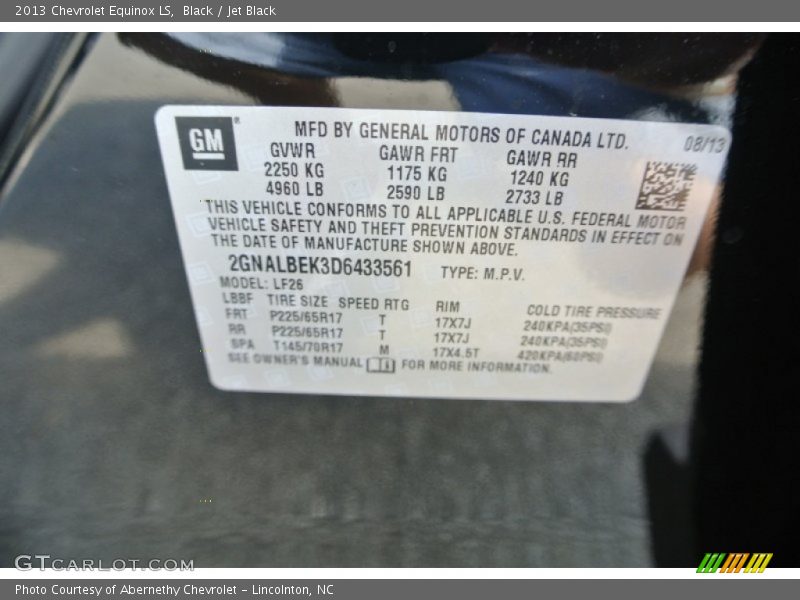 2013 Chevrolet Equinox LS, Black / Jet Black
GM
MFD BY GENERAL MOTORS OF CANADA LTD. 08/13
GVWR GAWR FRT GAWR RR
2250 KG 1175 KG 1240 KG
4960 LB 2590 LB 2733 LB
THIS VEHICLE CONFORMS TO ALL APPLICABLE U.S. FEDERAL MOTOR
VEHICLE SAFETY AND THEFT PREVENTION STANDARDS IN EFFECT ON
THE DATE OF MANUFACTURE SHOWN ABOVE.
2GNALBEK3D6433561 TYPE: M.P.V.
MODEL: LF26
LBBF TIRE SIZE SPEED RTG RIM COLD TIRE PRESSURE
FRT P225/65R17 T 17X7J 240KPA(35PSI)
RR P225/65R17 T 17X7J 240KPA(35PSI)
SPA T145/70R17 M 17X4.5T 420KPA(60PSI)
SEE OWNER'S MANUAL FOR MORE INFORMATION.
GTCARLOT.COM
Photo Courtesy of Abernethy Chevrolet - Lincolnton, NC